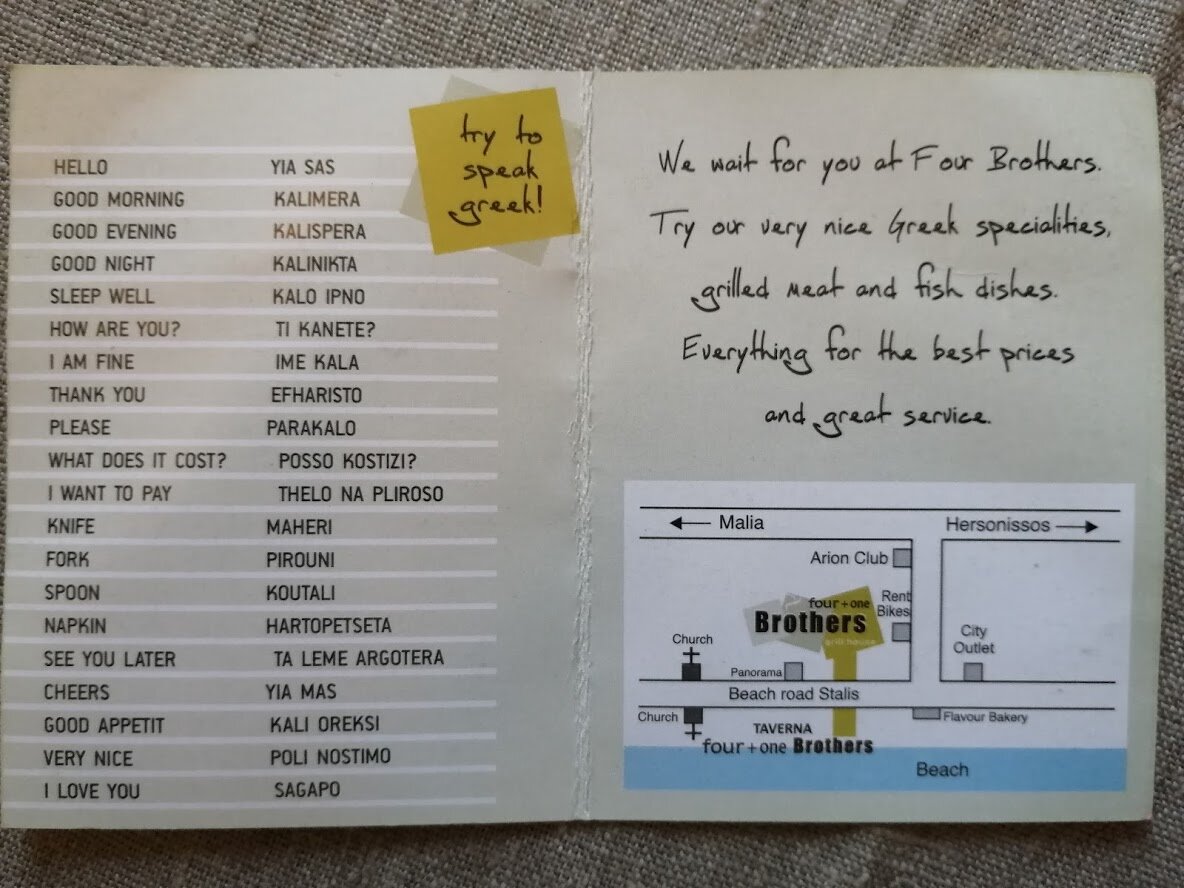 try to
speak
greek!
HELLO YIA SAS
GOOD MORNING KALIMERA
GOOD EVENING KALISPERA
GOOD NIGHT KALINIKTA
SLEEP WELL KALO IPNO
HOW ARE YOU? TI KANETE?
I AM FINE IME KALA
THANK YOU EFHARISTO
PLEASE PARAKALO
WHAT DOES IT COST? POSSO KOSTIZI?
I WANT TO PAY THELO NA PLIROSO
KNIFE MAHERI
FORK PIROUNI
SPOON KOUTALI
NAPKIN HARTOPETSETA
SEE YOU LATER TA LEME ARGOTERA
CHEERS YIA MAS
GOOD APPETIT KALI OREKSI
VERY NICE POLI NOSTIMO
I LOVE YOU SAGAPO
We wait for you at Four Brothers.
Try our very nice Greek specialities,
grilled meat and fish dishes.
Everything for the best prices
and great service.
Malia Hersonissos
Arion Club
four + one
Brothers
grill house
Rent
Bikes
City
Outlet
Church
Panorama
Beach road Stalis
Church
Flavour Bakery
TAVERNA
four + one Brothers
Beach